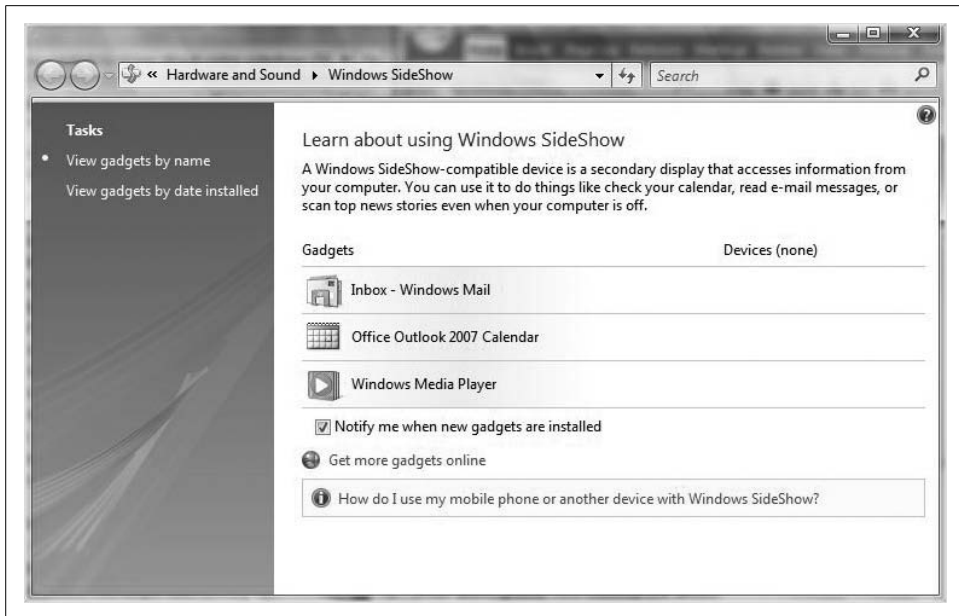 « Hardware and Sound ▸ Windows SideShow
Search
Tasks
• View gadgets by name
View gadgets by date installed
Learn about using Windows SideShow
A Windows SideShow-compatible device is a secondary display that accesses information from
your computer. You can use it to do things like check your calendar, read e-mail messages, or
scan top news stories even when your computer is off.
Gadgets
Devices (none)
Inbox - Windows Mail
Office Outlook 2007 Calendar
Windows Media Player
Notify me when new gadgets are installed
Get more gadgets online
How do I use my mobile phone or another device with Windows SideShow?